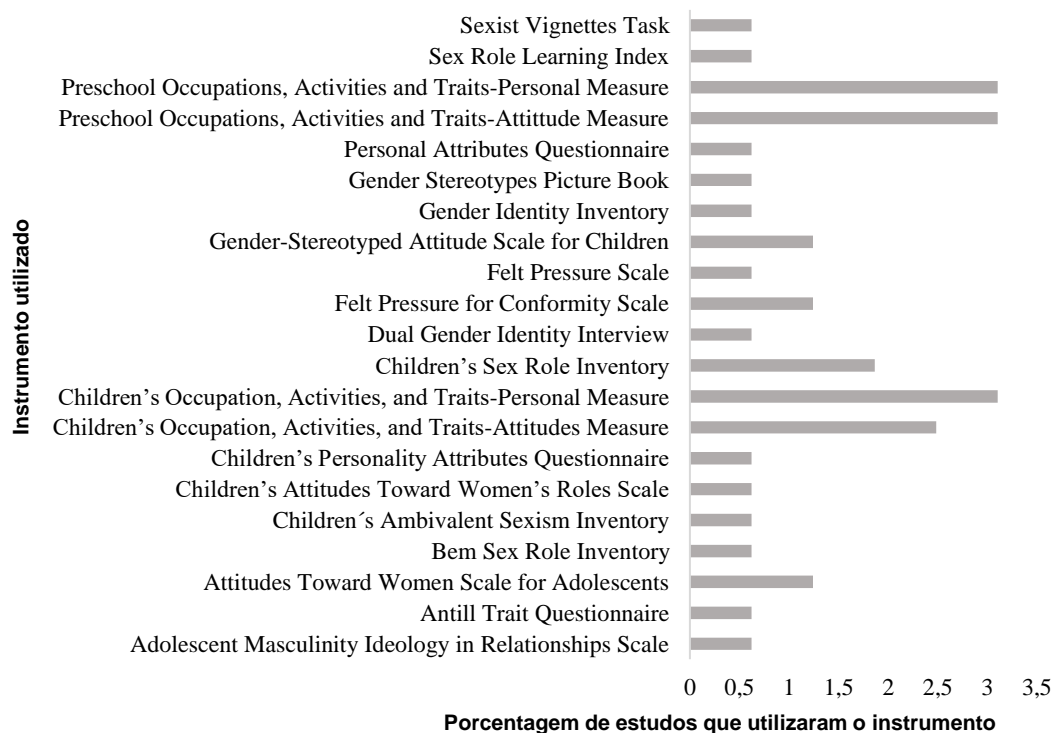 Sexist Vignettes Task
Sex Role Learning Index
Preschool Occupations, Activities and Traits-Personal Measure
Preschool Occupations, Activities and Traits-Attittude Measure
Personal Attributes Questionnaire
Gender Stereotypes Picture Book
Gender Identity Inventory
Gender-Stereotyped Attitude Scale for Children
Felt Pressure Scale
Felt Pressure for Conformity Scale
Dual Gender Identity Interview
Children’s Sex Role Inventory
Children’s Occupation, Activities, and Traits-Personal Measure
Children’s Occupation, Activities, and Traits-Attitudes Measure
Children’s Personality Attributes Questionnaire
Children’s Attitudes Toward Women’s Roles Scale
Children´s Ambivalent Sexism Inventory
Bem Sex Role Inventory
Attitudes Toward Women Scale for Adolescents
Antill Trait Questionnaire
Adolescent Masculinity Ideology in Relationships Scale
Instrumento utilizado
0 0,5 1 1,5 2 2,5 3 3,5
Porcentagem de estudos que utilizaram o instrumento